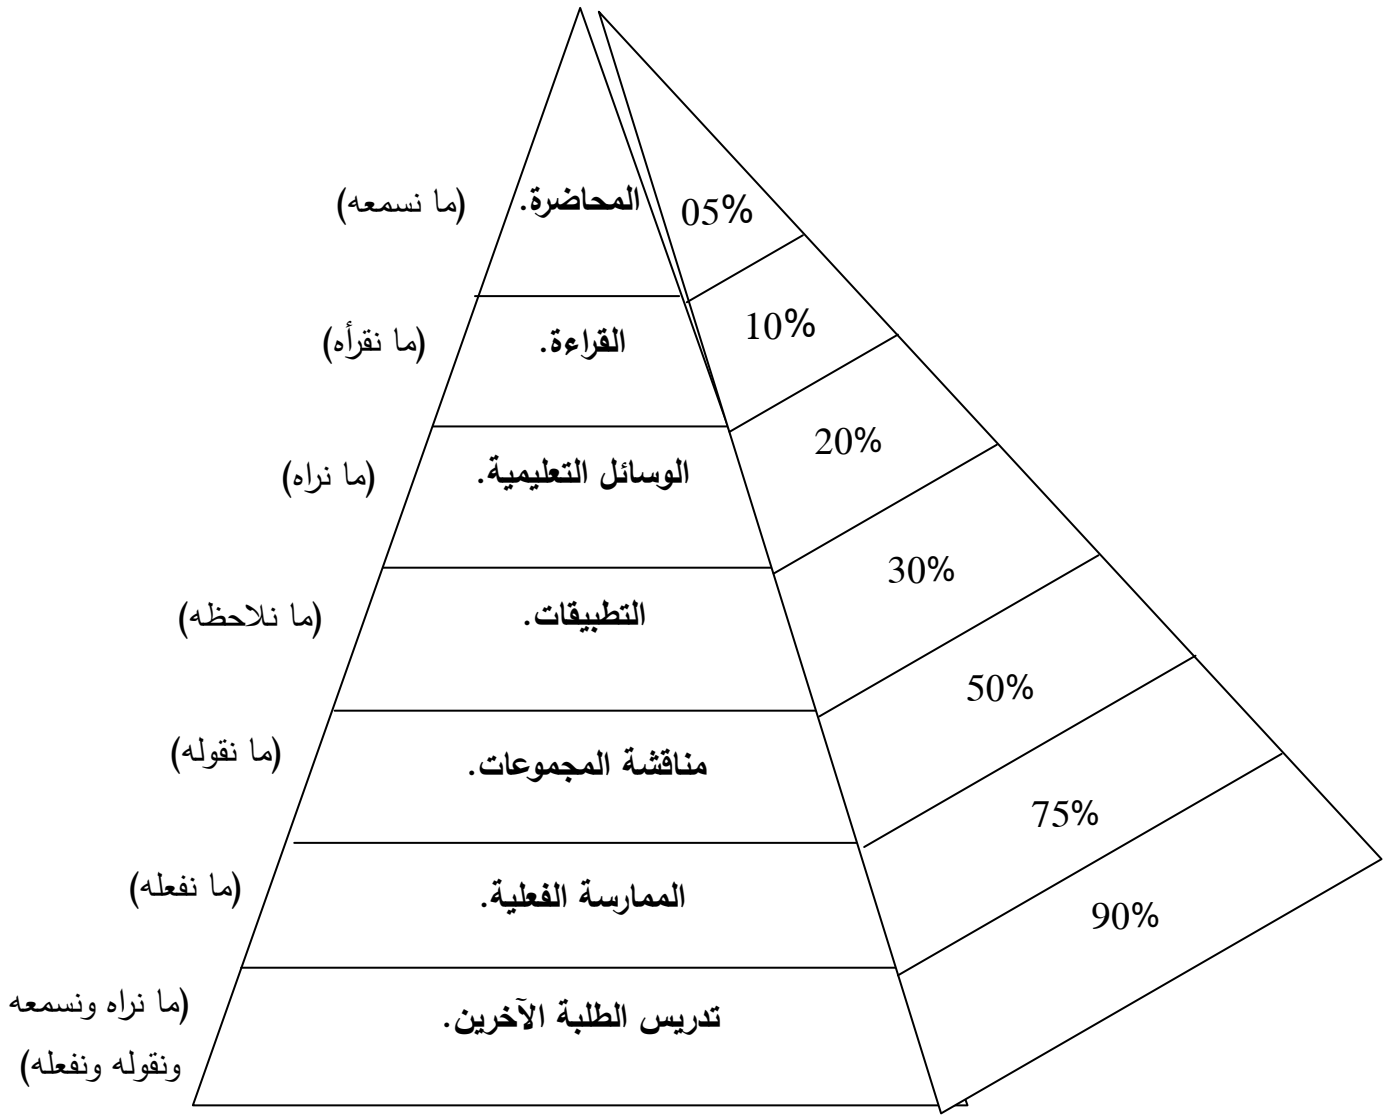 المحاضرة.
(ما نسمعه)
05%
القراءة.
(ما نقرأه)
10%
الوسائل التعليمية.
(ما نراه)
20%
التطبيقات.
(ما نلاحظه)
30%
مناقشة المجموعات.
(ما نقوله)
50%
الممارسة الفعلية.
(ما نفعله)
75%
تدريس الطلبة الآخرين.
(ما نراه ونسمعه
ونقوله ونفعله)
90%